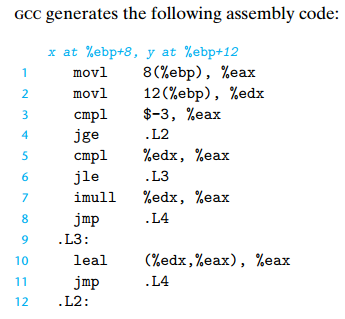 GCC generates the following assembly code:
x at %ebp+8, y at %ebp+12
1 movl 8(%ebp), %eax
2 movl 12(%ebp), %edx
3 cmpl $-3, %eax
4 jge .L2
5 cmpl %edx, %eax
6 jle .L3
7 imull %edx, %eax
8 jmp .L4
9 .L3:
10 leal (%edx,%eax), %eax
11 jmp .L4
12 .L2: